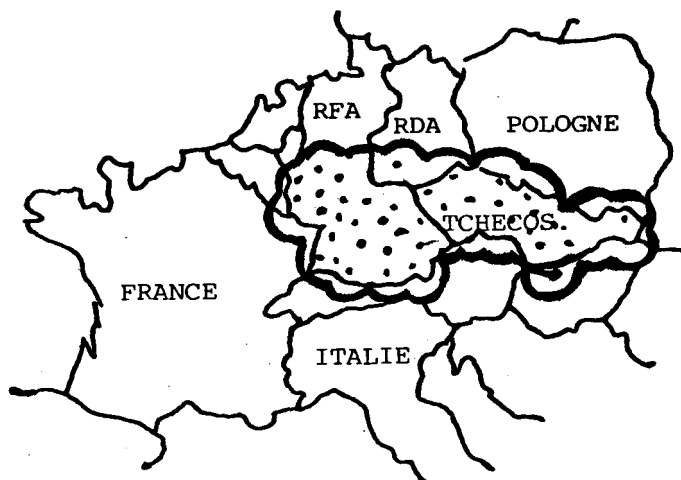 RFA
RDA
POLOGNE
TCHECOS.
FRANCE
ITALIE